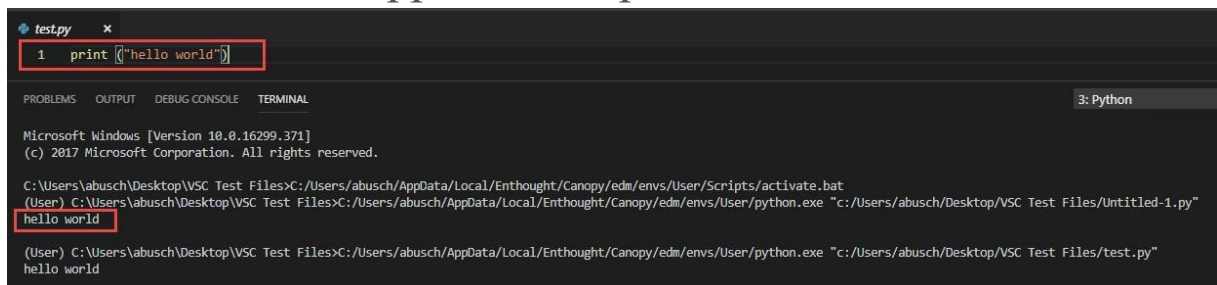 test.py ×
1 print ("hello world")
PROBLEMS OUTPUT DEBUG CONSOLE TERMINAL 3: Python
Microsoft Windows [Version 10.0.16299.371]
(c) 2017 Microsoft Corporation. All rights reserved.
C:\Users\abusch\Desktop\VSC Test Files>C:/Users/abusch/AppData/Local/Enthought/Canopy/edm/envs/User/Scripts/activate.bat
(User) C:\Users\abusch\Desktop\VSC Test Files>C:/Users/abusch/AppData/Local/Enthought/Canopy/edm/envs/User/python.exe "c:/Users/abusch/Desktop/VSC Test Files/Untitled-1.py"
hello world
(User) C:\Users\abusch\Desktop\VSC Test Files>C:/Users/abusch/AppData/Local/Enthought/Canopy/edm/envs/User/python.exe "c:/Users/abusch/Desktop/VSC Test Files/test.py"
hello world